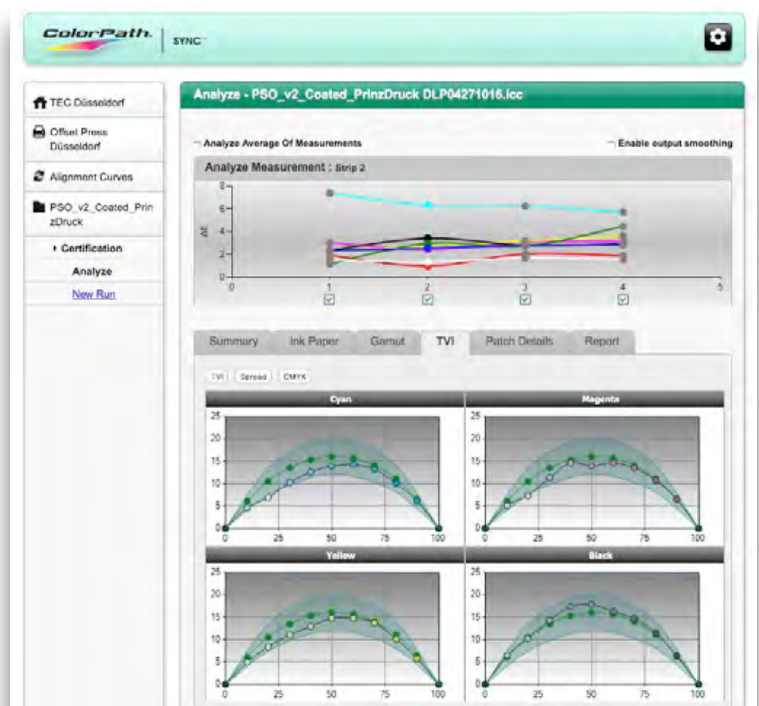 ColorPath.
SYNC™
TEC Düsseldorf
Offset Press
Düsseldorf
Alignment Curves
PSO_v2_Coated_Prin
zDruck
Certification
Analyze
New Run
Analyze - PSO_v2_Coated_PrinzDruck DLP04271016.icc
Analyze Average Of Measurements
Enable output smoothing
Analyze Measurement : Strip 2
8
6
4
2
0
ΔE
0 1 2 3 4 5
Summary Ink Paper Gamut TVI Patch Details Report
TVI Spread CMYK
Cyan
25
20
15
10
5
0
0 25 50 75 100
Magenta
25
20
15
10
5
0
0 25 50 75 100
Yellow
25
20
15
10
5
0
0 25 50 75 100
Black
25
20
15
10
5
0
0 25 50 75 100